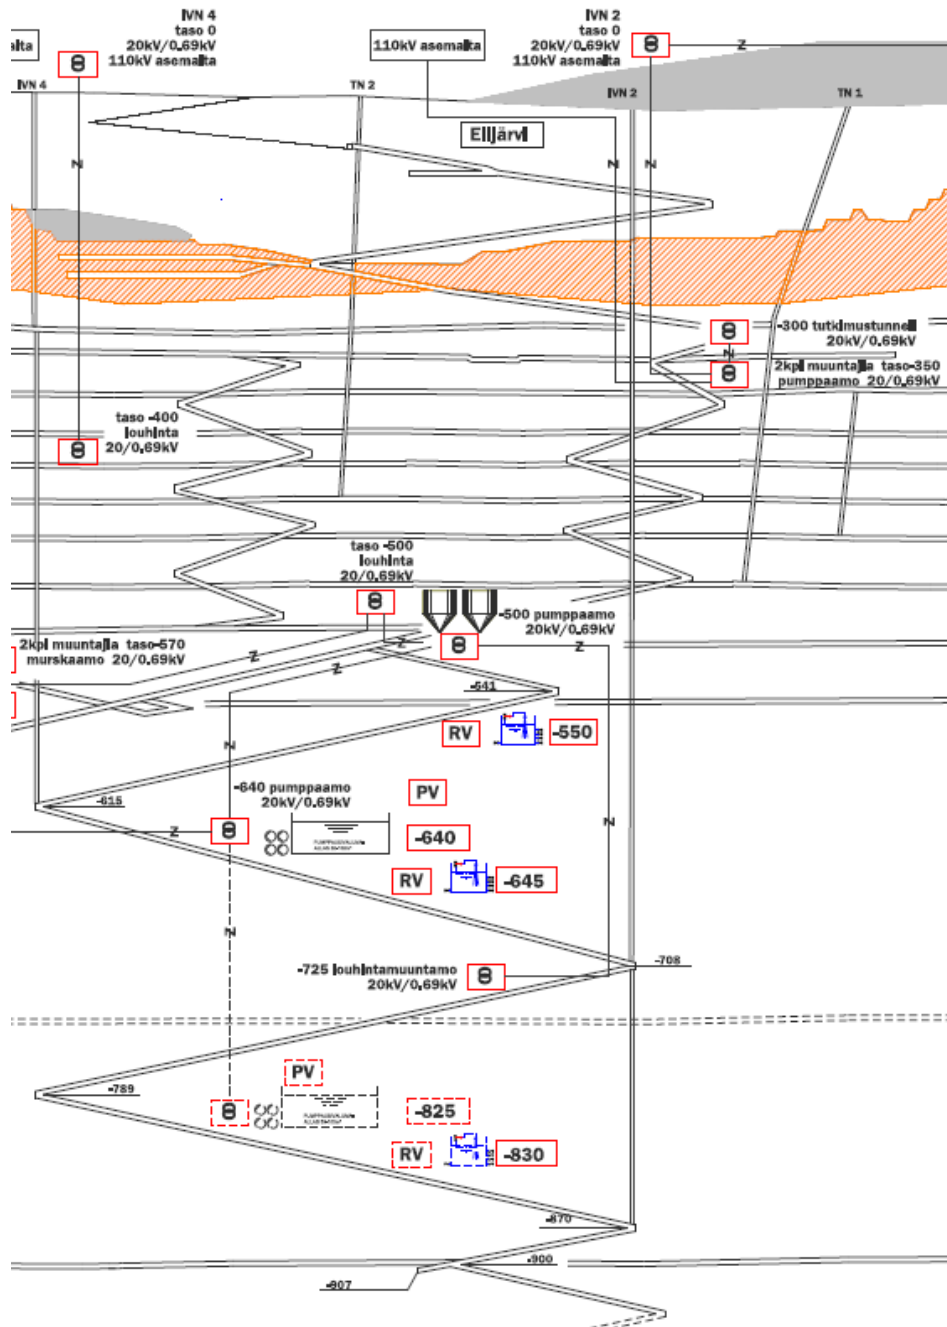 IVN 4
taso 0
20kV/0.69kV
110kV asemalta
IVN 2
taso 0
20kV/0.69kV
110kV asemalta
alta
110kV asemalta
IVN 4
TN 2
IVN 2
TN 1
Elijärvi
Z
Z
Z
Z
-300 tutkimustunneli
20kV/0.69kV
Z
2kpl muuntajia taso-350
pumppaamo 20/0.69kV
taso -400
louhinta
20/0.69kV
taso -500
louhinta
20/0.69kV
-500 pumppaamo
20kV/0.69kV
2kpl muuntajia taso-570
murskaamo 20/0.69kV
Z
Z
Z
-541
RV
-550
Z
-640 pumppaamo
20kV/0.69kV
PV
-615
Z
Z
-640
RV
-645
Z
-725 louhintamuuntamo
20kV/0.69kV
-708
PV
-789
-825
RV
-830
-870
-900
-907